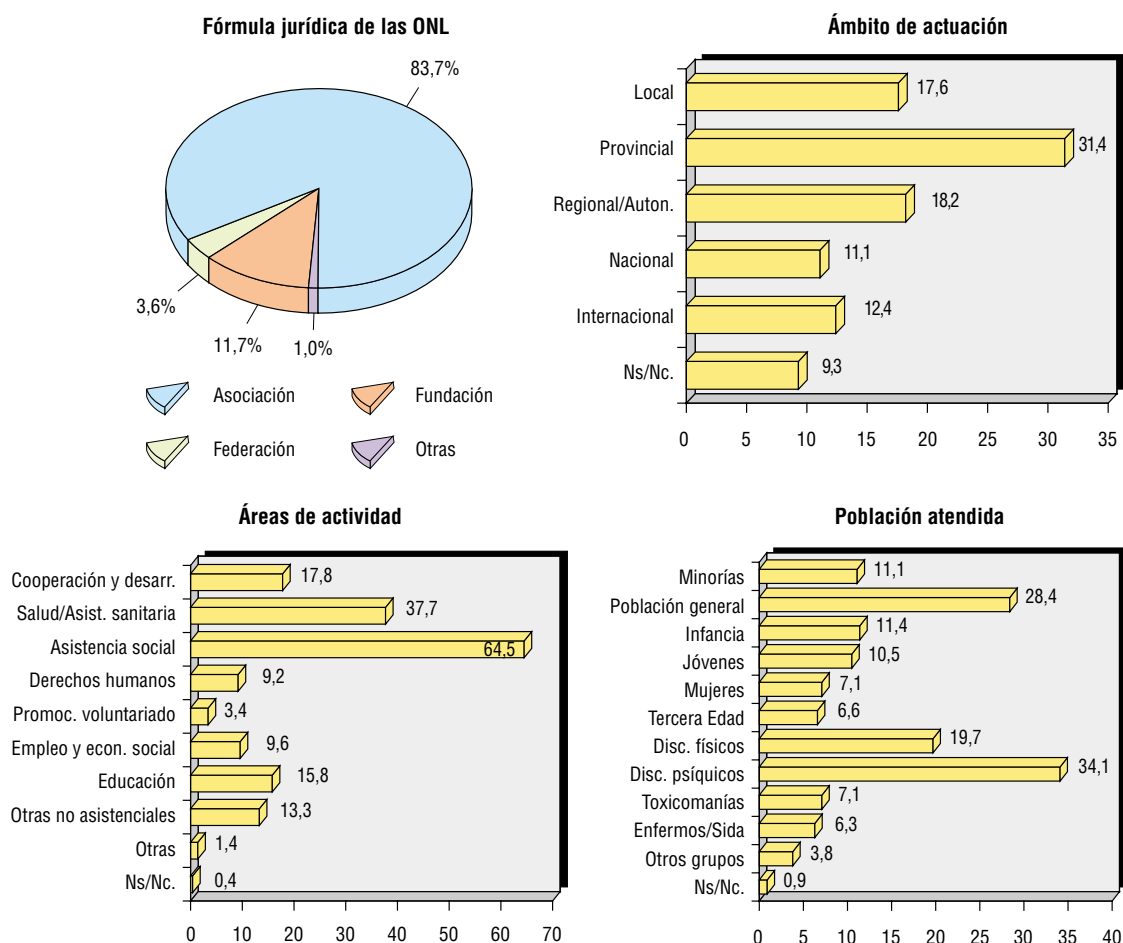 Fórmula jurídica de las ONL
83,7%
3,6%
11,7%
1,0%
Asociación
Fundación
Federación
Otras
Ámbito de actuación
Local 17,6
Provincial 31,4
Regional/Auton. 18,2
Nacional 11,1
Internacional 12,4
Ns/Nc. 9,3
0 5 10 15 20 25 30 35
Áreas de actividad
Cooperación y desarr. 17,8
Salud/Asist. sanitaria 37,7
Asistencia social 64,5
Derechos humanos 9,2
Promoc. voluntariado 3,4
Empleo y econ. social 9,6
Educación 15,8
Otras no asistenciales 13,3
Otras 1,4
Ns/Nc. 0,4
0 10 20 30 40 50 60 70
Población atendida
Minorías 11,1
Población general 28,4
Infancia 11,4
Jóvenes 10,5
Mujeres 7,1
Tercera Edad 6,6
Disc. físicos 19,7
Disc. psíquicos 34,1
Toxicomanías 7,1
Enfermos/Sida 6,3
Otros grupos 3,8
Ns/Nc. 0,9
0 5 10 15 20 25 30 35 40